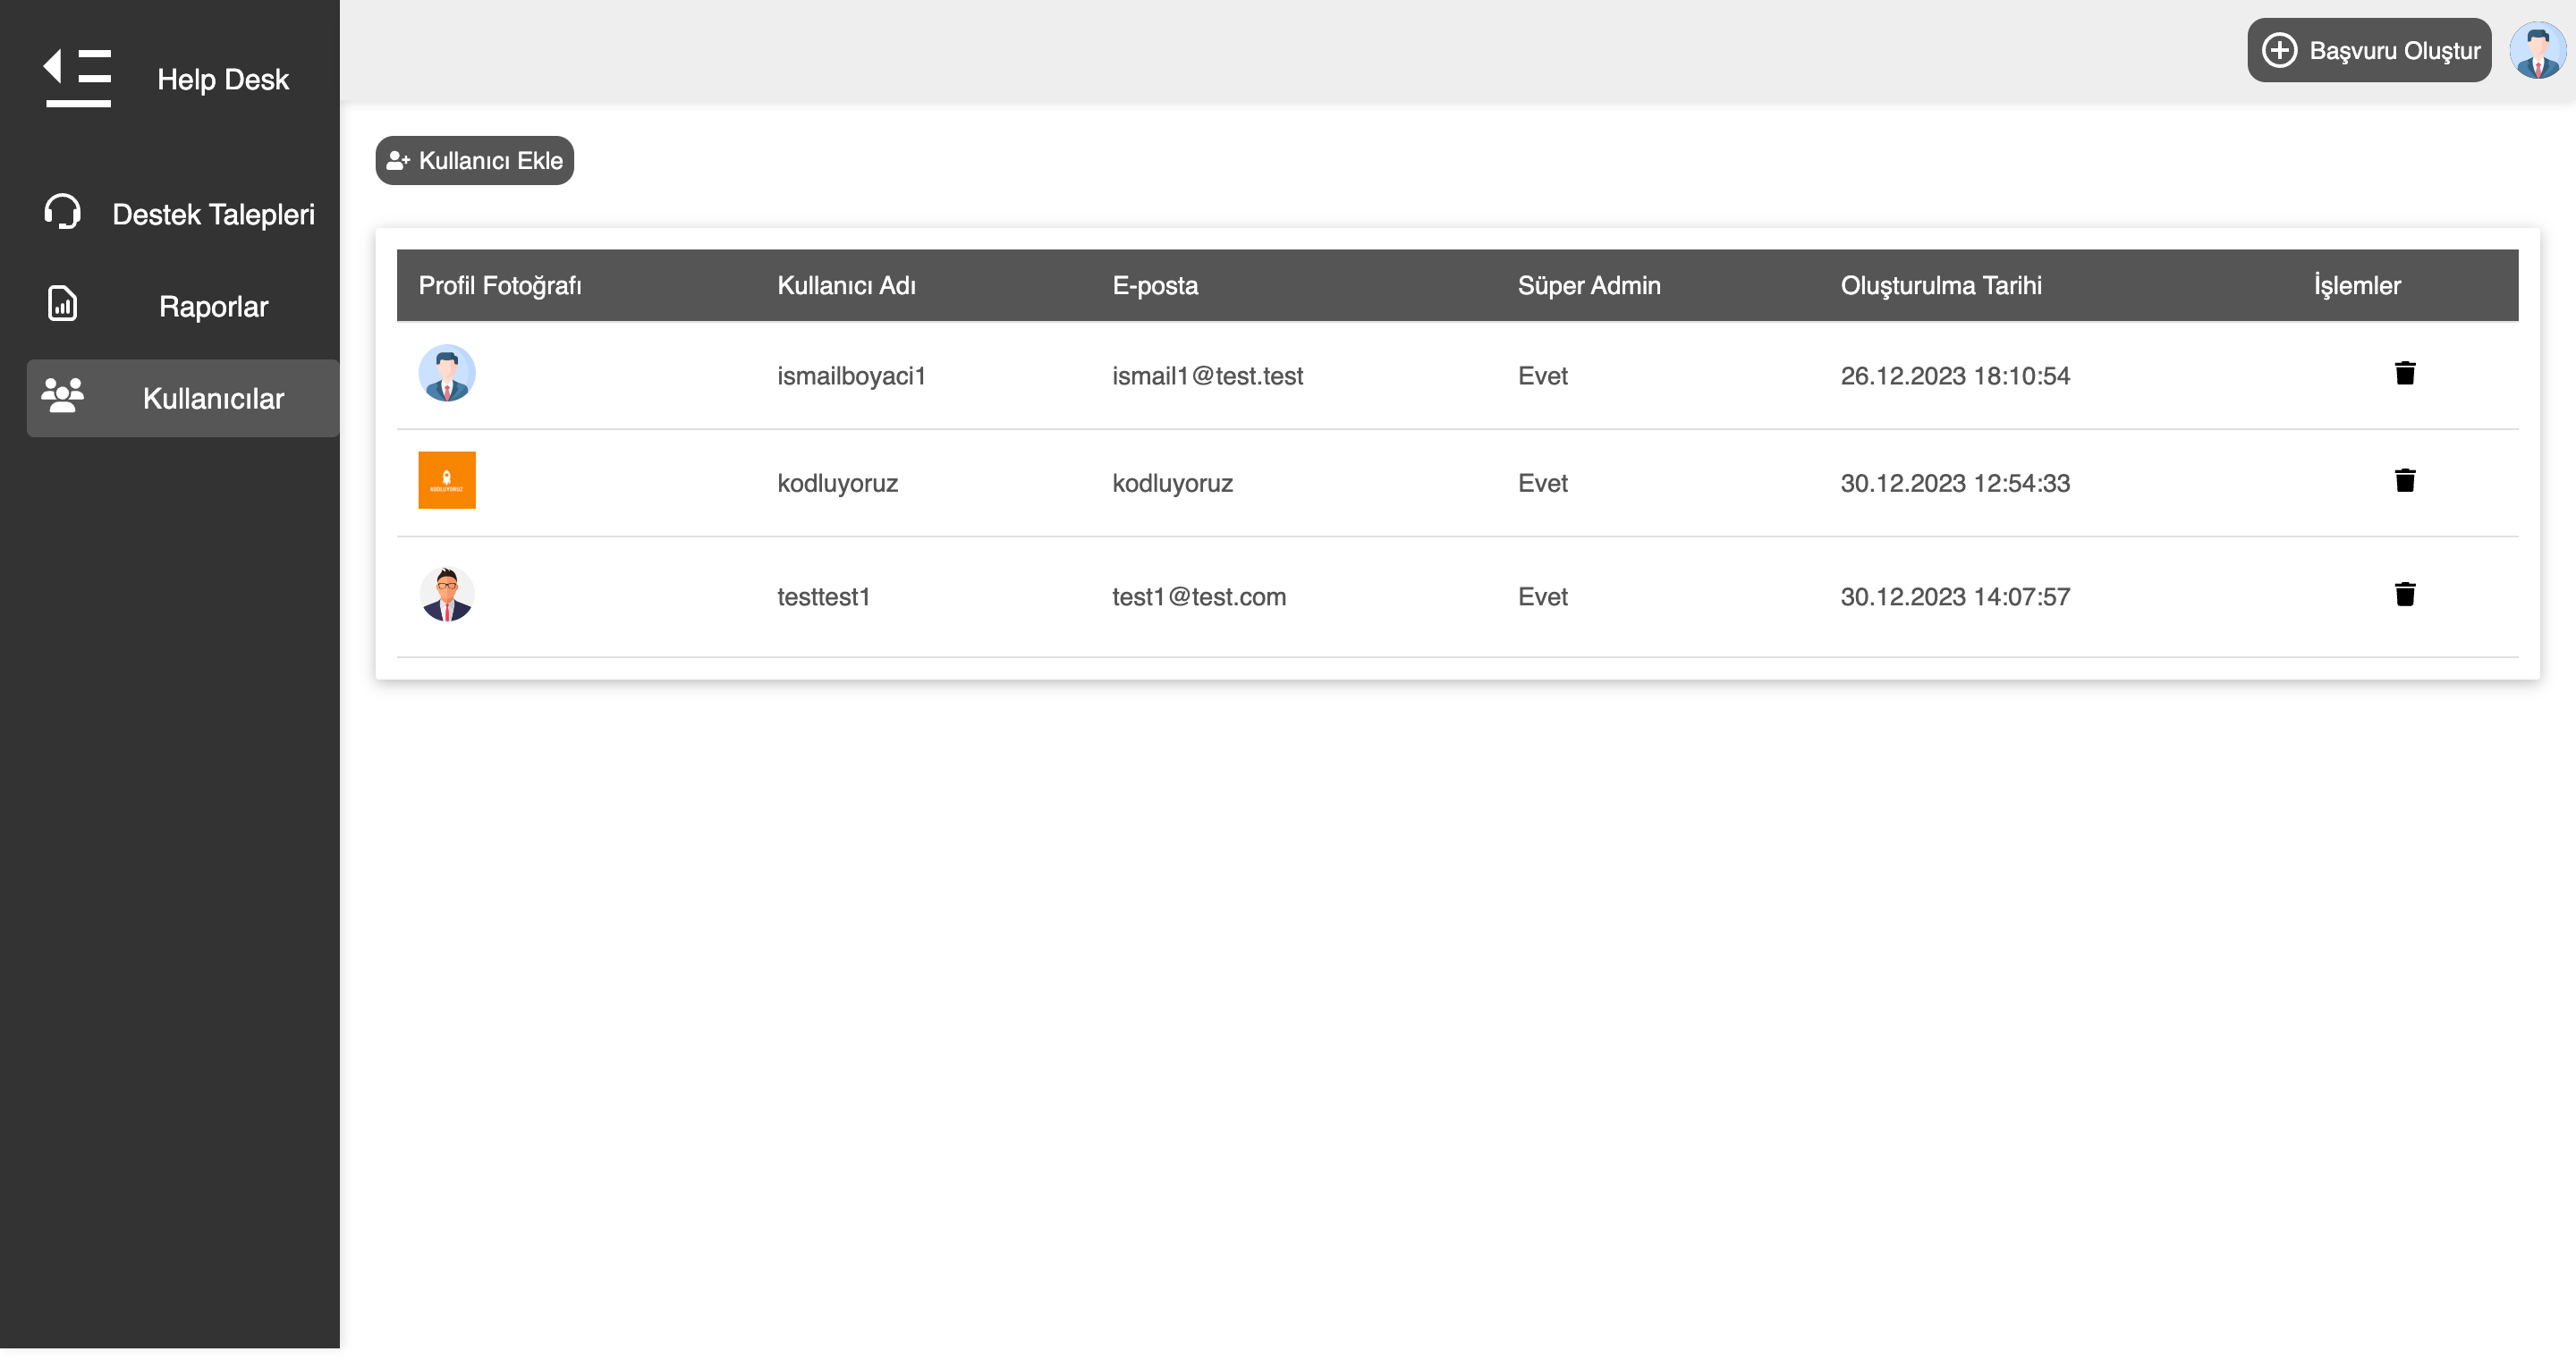 Help Desk
Başvuru Oluştur
Destek Talepleri
Raporlar
Kullanıcılar
Kullanıcı Ekle
Profil Fotoğrafı Kullanıcı Adı E-posta Süper Admin Oluşturulma Tarihi İşlemler
ismailboyaci1 ismail1@test.test Evet 26.12.2023 18:10:54
KODLUYORUZ kodluyoruz kodluyoruz Evet 30.12.2023 12:54:33
testtest1 test1@test.com Evet 30.12.2023 14:07:57